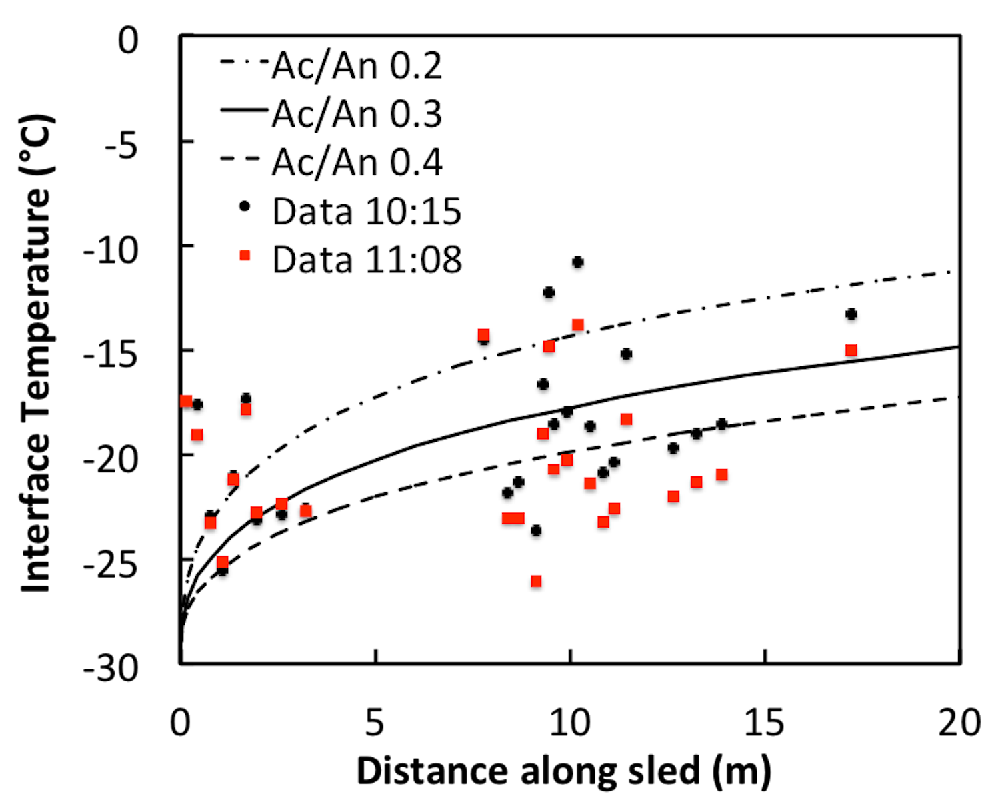 0
-5
-10
-15
-20
-25
-30
Interface Temperature (°C)
Ac/An 0.2
Ac/An 0.3
Ac/An 0.4
Data 10:15
Data 11:08
0 5 10 15 20
Distance along sled (m)